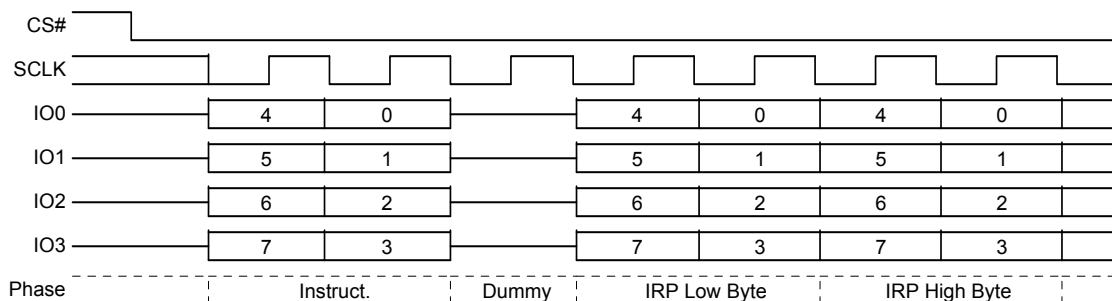 CS#
SCLK
IO0 4 0 4 0 4 0
IO1 5 1 5 1 5 1
IO2 6 2 6 2 6 2
IO3 7 3 7 3 7 3
Phase Instruct. Dummy IRP Low Byte IRP High Byte